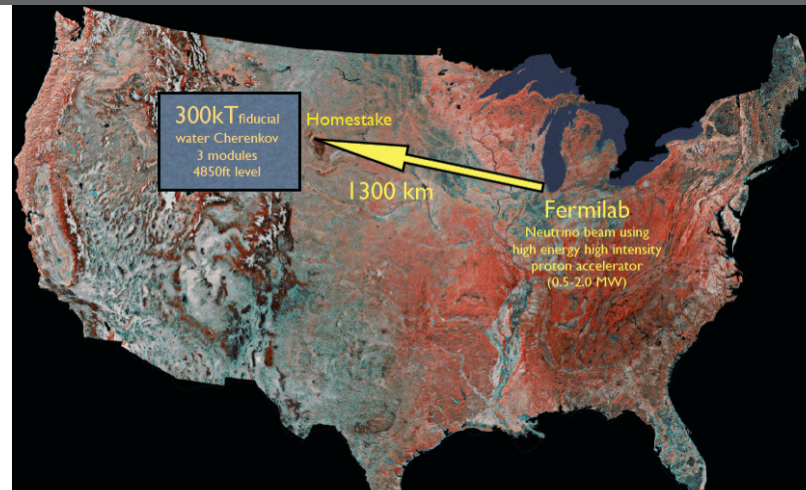 300kT fiducial
water Cherenkov
3 modules
4850ft level
Homestake
1300 km
Fermilab
Neutrino beam using
high energy high intensity
proton accelerator
(0.5-2.0 MW)